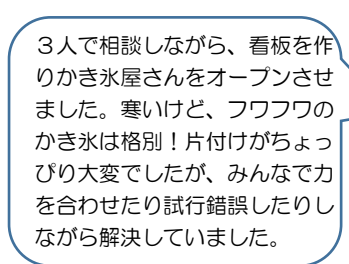 ３人で相談しながら、看板を作
りかき氷屋さんをオープンさせ
ました。寒いけど、フワフワの
かき氷は格別！片付けがちょっ
ぴり大変でしたが、みんなで力
を合わせたり試行錯誤したりし
ながら解決していました。